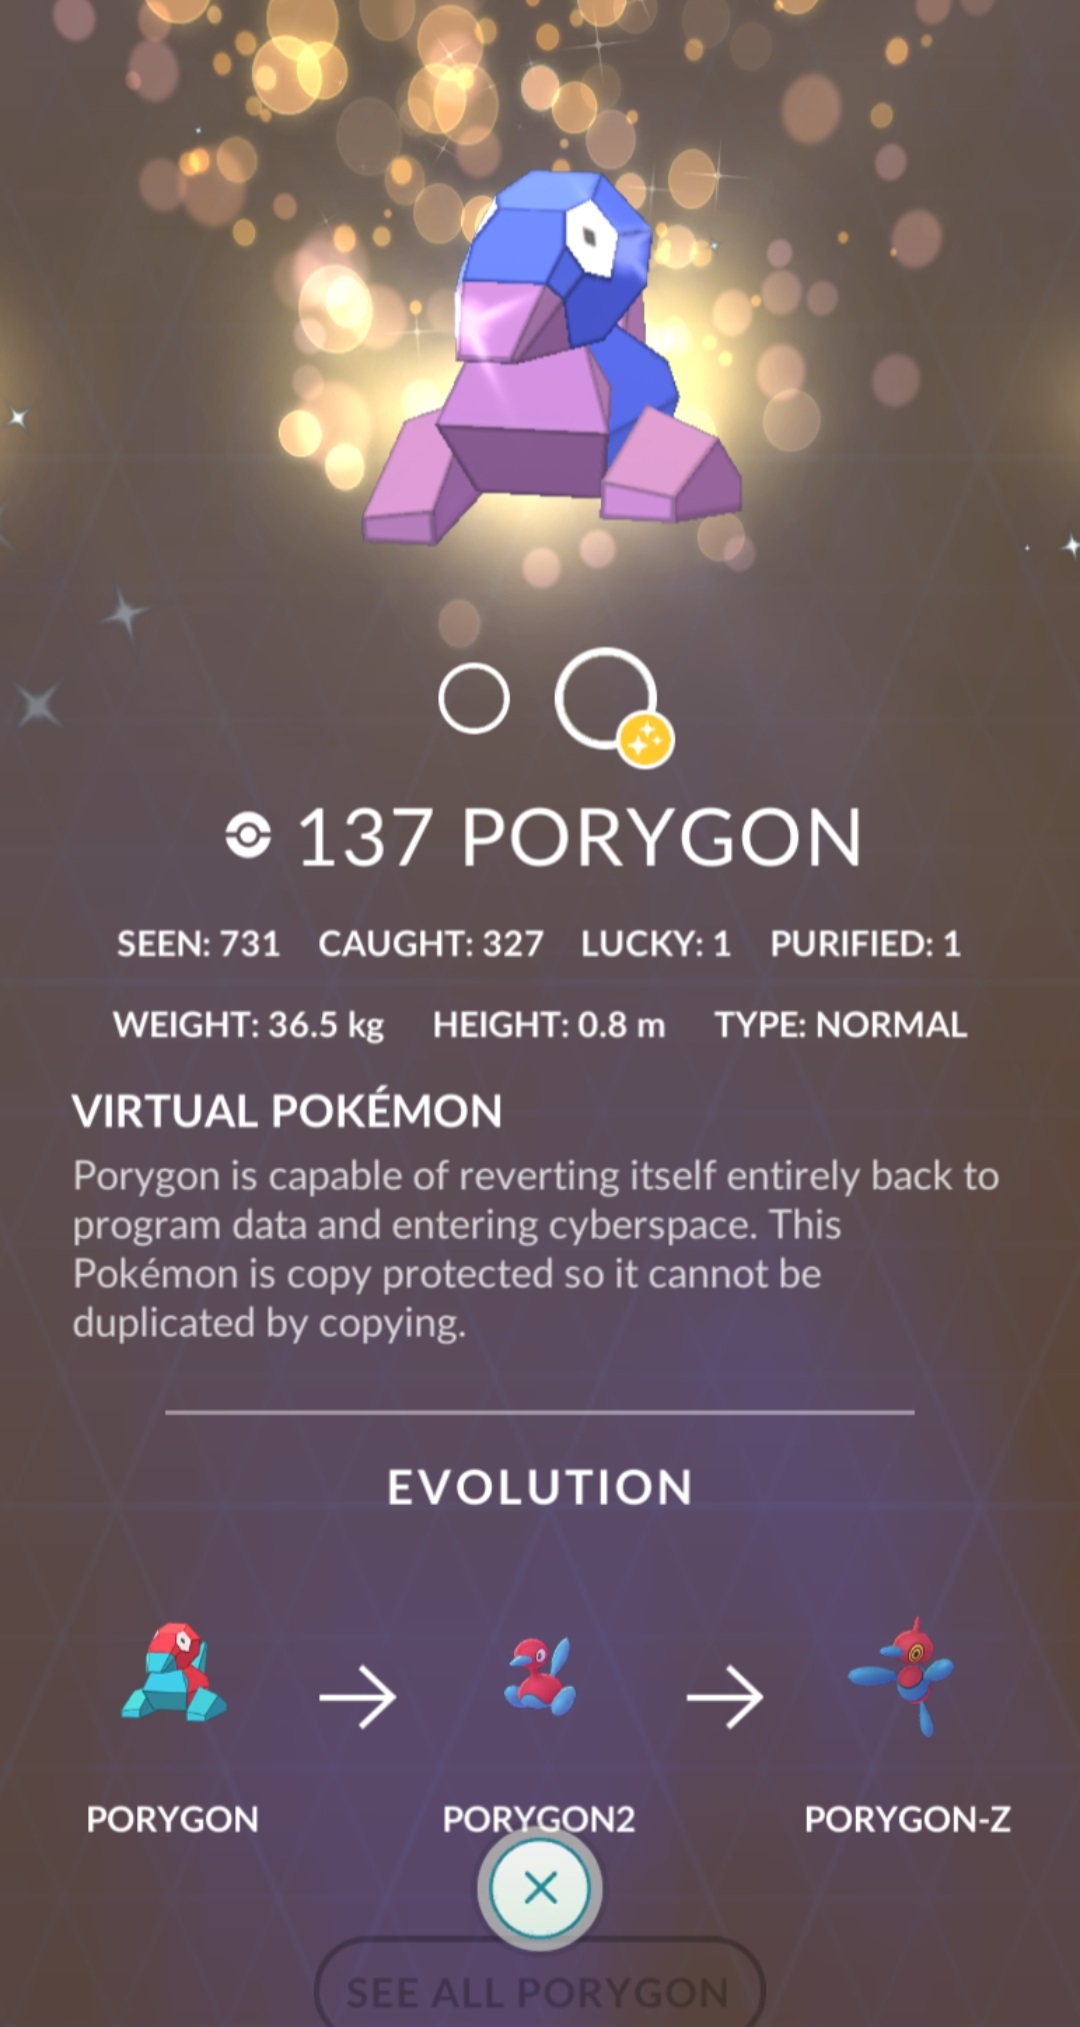 137 PORYGON
SEEN: 731 CAUGHT: 327 LUCKY: 1 PURIFIED: 1
WEIGHT: 36.5 kg HEIGHT: 0.8 m TYPE: NORMAL
VIRTUAL POKÉMON
Porygon is capable of reverting itself entirely back to
program data and entering cyberspace. This
Pokémon is copy protected so it cannot be
duplicated by copying.
EVOLUTION
PORYGON PORYGON2 PORYGON-Z
SEE ALL PORYGON